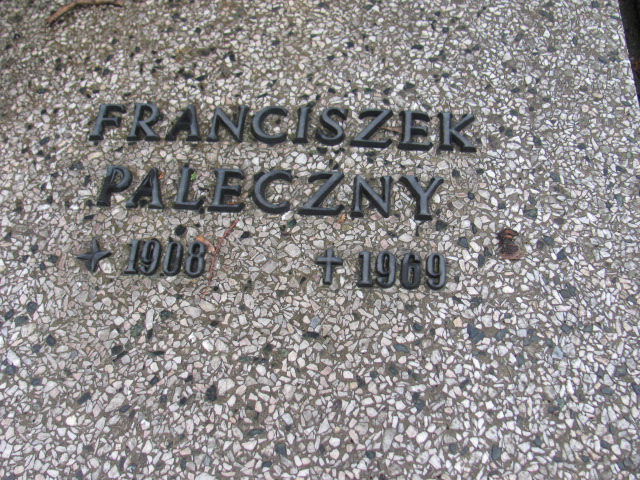 FRANCISZEK
PALECZNY
★ 1908 ✝ 1969